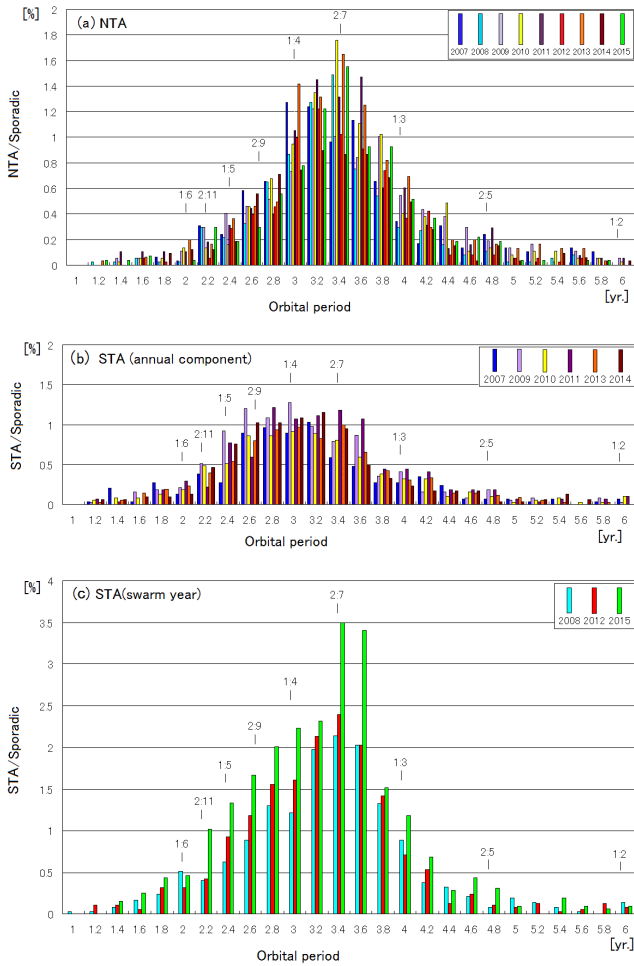 [%]
(a) NTA
2007 2008 2009 2010 2011 2012 2013 2014 2015
2
1.8
1.6
1.4
1.2
1
0.8
0.6
0.4
0.2
0
NTA/Sporadic
2:7
1:4
1:3
2:9
1:5
1:6 2:11
2:5
1:2
1 1.2 1.4 1.6 1.8 2 2.2 2.4 2.6 2.8 3 3.2 3.4 3.6 3.8 4 4.2 4.4 4.6 4.8 5 5.2 5.4 5.6 5.8 6
Orbital period
[yr.]
[%]
(b) STA (annual component)
2007 2009 2010 2011 2013 2014
2
1.5
1
0.5
0
STA/Sporadic
1:4 2:7
1:5 2:9
1:6 2:11
1:3
2:5
1:2
1 1.2 1.4 1.6 1.8 2 2.2 2.4 2.6 2.8 3 3.2 3.4 3.6 3.8 4 4.2 4.4 4.6 4.8 5 5.2 5.4 5.6 5.8 6
Orbital period
[yr.]
[%]
(c) STA(swarm year)
2008 2012 2015
4
3.5
3
2.5
2
1.5
1
0.5
0
STA/Sporadic
2:7
1:4
2:9
1:5
2:11
1:6
1:3
2:5
1:2
1 1.2 1.4 1.6 1.8 2 2.2 2.4 2.6 2.8 3 3.2 3.4 3.6 3.8 4 4.2 4.4 4.6 4.8 5 5.2 5.4 5.6 5.8 6
Orbital period
[yr.]